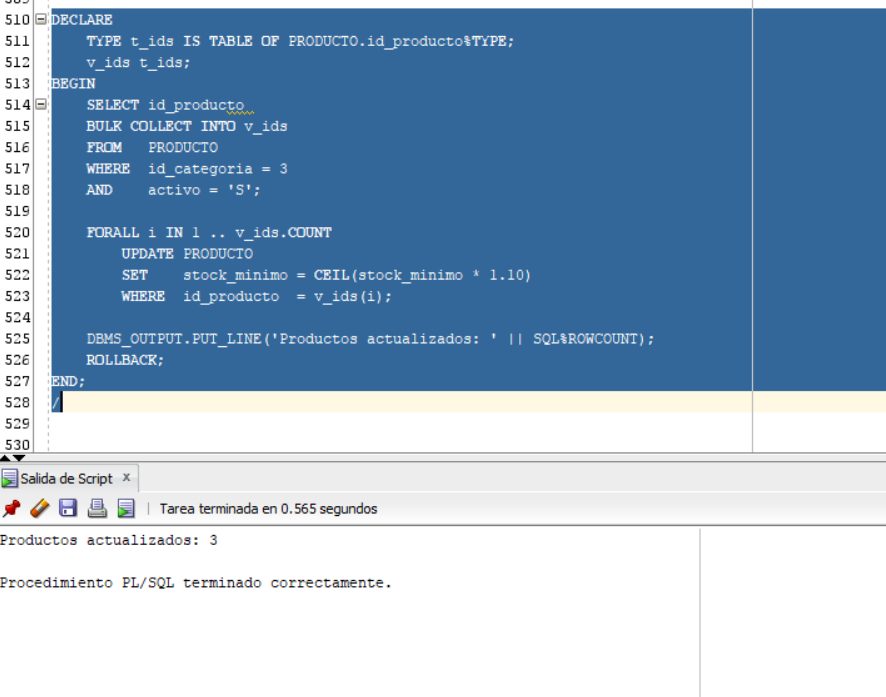 509
510 DECLARE
511 TYPE t_ids IS TABLE OF PRODUCTO.id_producto%TYPE;
512 v_ids t_ids;
513 BEGIN
514 SELECT id_producto
515 BULK COLLECT INTO v_ids
516 FROM PRODUCTO
517 WHERE id_categoria = 3
518 AND activo = 'S';
519
520 FORALL i IN 1 .. v_ids.COUNT
521 UPDATE PRODUCTO
522 SET stock_minimo = CEIL(stock_minimo * 1.10)
523 WHERE id_producto = v_ids(i);
524
525 DBMS_OUTPUT.PUT_LINE('Productos actualizados: ' || SQL%ROWCOUNT);
526 ROLLBACK;
527 END;
528 /
529
530
Salida de Script x
Tarea terminada en 0.565 segundos
Productos actualizados: 3
Procedimiento PL/SQL terminado correctamente.